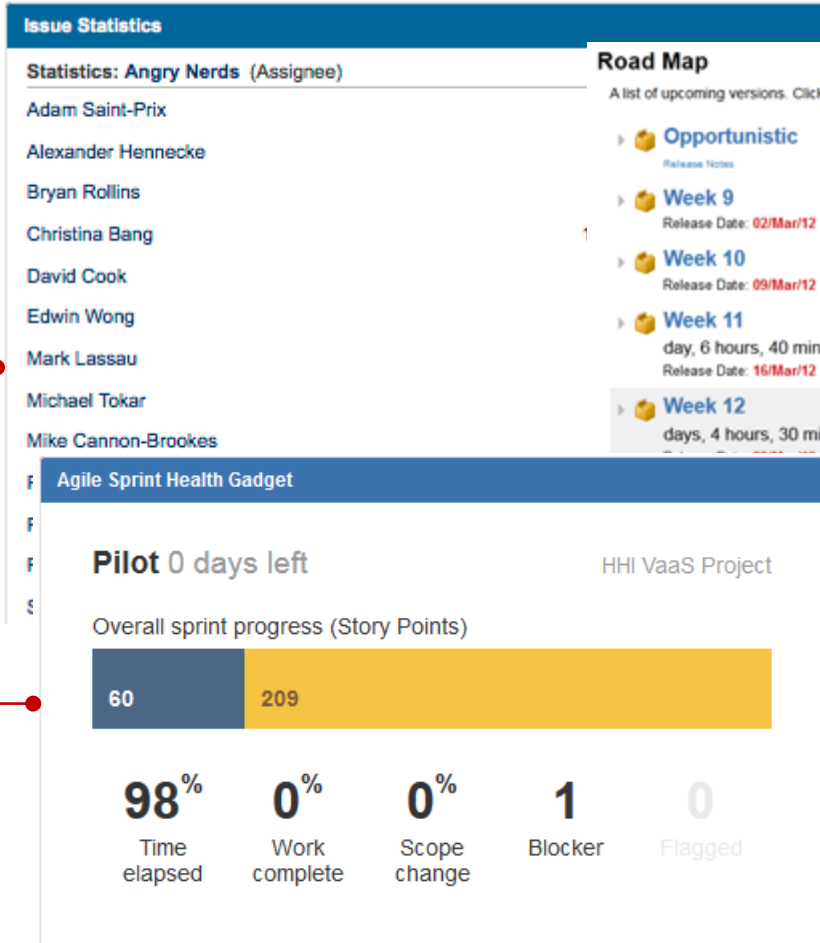 Issue Statistics
Statistics: Angry Nerds (Assignee)
Adam Saint-Prix
Alexander Hennecke
Bryan Rollins
Christina Bang
David Cook
Edwin Wong
Mark Lassau
Michael Tokar
Mike Cannon-Brookes
Road Map
A list of upcoming versions.
Opportunistic
Release Notes
Week 9
Release Date: 02/Mar/12
Week 10
Release Date: 09/Mar/12
Week 11
day, 6 hours, 40 min
Release Date: 16/Mar/12
Week 12
days, 4 hours, 30
Agile Sprint Health Gadget
Pilot 0 days left
HHI VaaS Project
Overall sprint progress (Story Points)
60 209
98% 0% 0% 1 0
Time elapsed
Work complete
Scope change
Blocker
Flagged